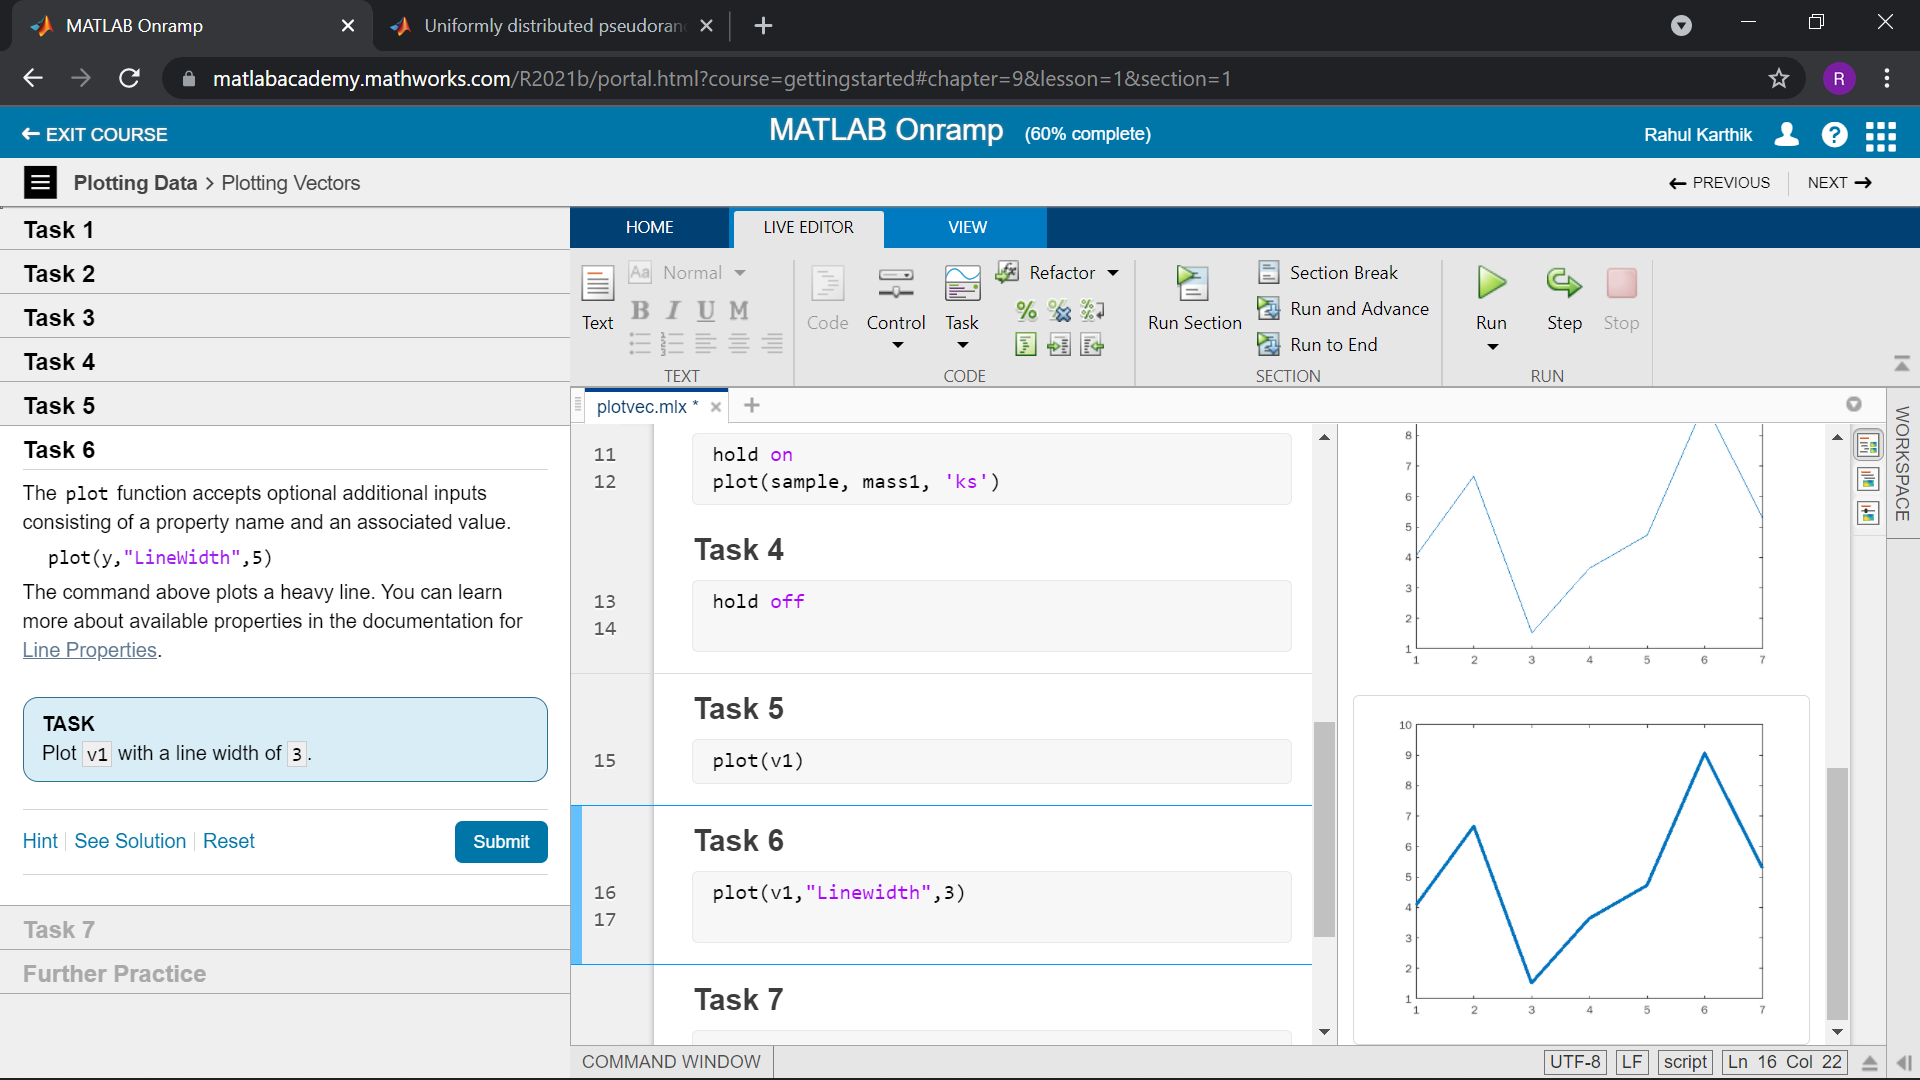 MATLAB Onramp
Uniformly distributed pseudoran
matlabacademy.mathworks.com/R2021b/portal.html?course=gettingstarted#chapter=9&lesson=1&section=1
R
EXIT COURSE
MATLAB Onramp (60% complete)
Rahul Karthik
?
Plotting Data > Plotting Vectors
PREVIOUS
NEXT
Task 1
Task 2
Task 3
Task 4
Task 5
Task 6
The plot function accepts optional additional inputs
consisting of a property name and an associated value.
plot(y,"LineWidth",5)
The command above plots a heavy line. You can learn
more about available properties in the documentation for
Line Properties.
TASK
Plot v1 with a line width of 3.
Hint
See Solution
Reset
Submit
Task 7
Further Practice
HOME
LIVE EDITOR
VIEW
Text
Aa Normal
B I U M
TEXT
Code
Control
Task
Refactor
CODE
Run Section
Section Break
Run and Advance
Run to End
SECTION
Run
Step
Stop
RUN
plotvec.mlx *
11 hold on
12 plot(sample, mass1, 'ks')
Task 4
13 hold off
14
Task 5
15 plot(v1)
Task 6
16 plot(v1,"Linewidth",3)
17
Task 7
8
7
6
5
4
3
2
1
1 2 3 4 5 6 7
10
9
8
7
6
5
4
3
2
1
1 2 3 4 5 6 7
WORKSPACE
COMMAND WINDOW
UTF-8
LF
script
Ln 16 Col 22